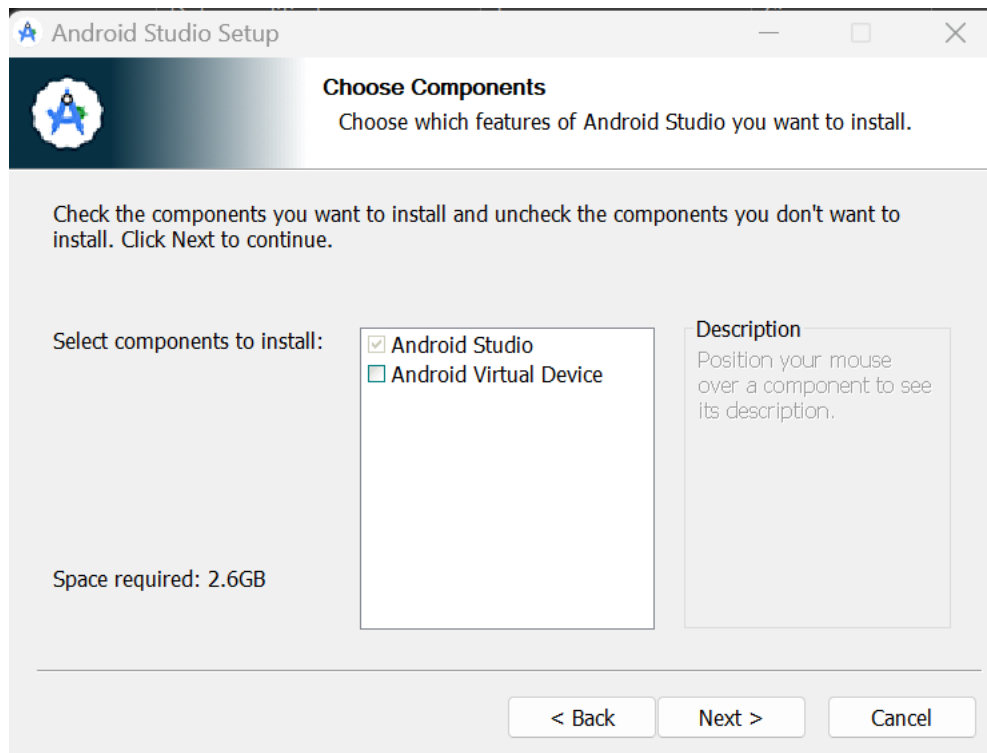 Android Studio Setup
Choose Components
Choose which features of Android Studio you want to install.
Check the components you want to install and uncheck the components you don't want to
install. Click Next to continue.
Select components to install:
Android Studio
Android Virtual Device
Description
Position your mouse
over a component to see
its description.
Space required: 2.6GB
< Back
Next >
Cancel